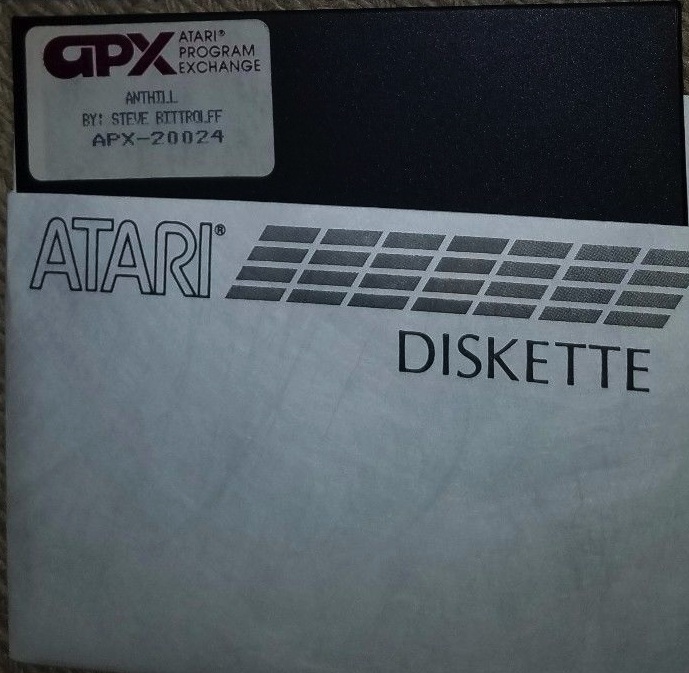 APX ATARI®
PROGRAM
EXCHANGE
ANTHILL
BY: STEVE BITTROLFF
APX-20024
ATARI®
DISKETTE